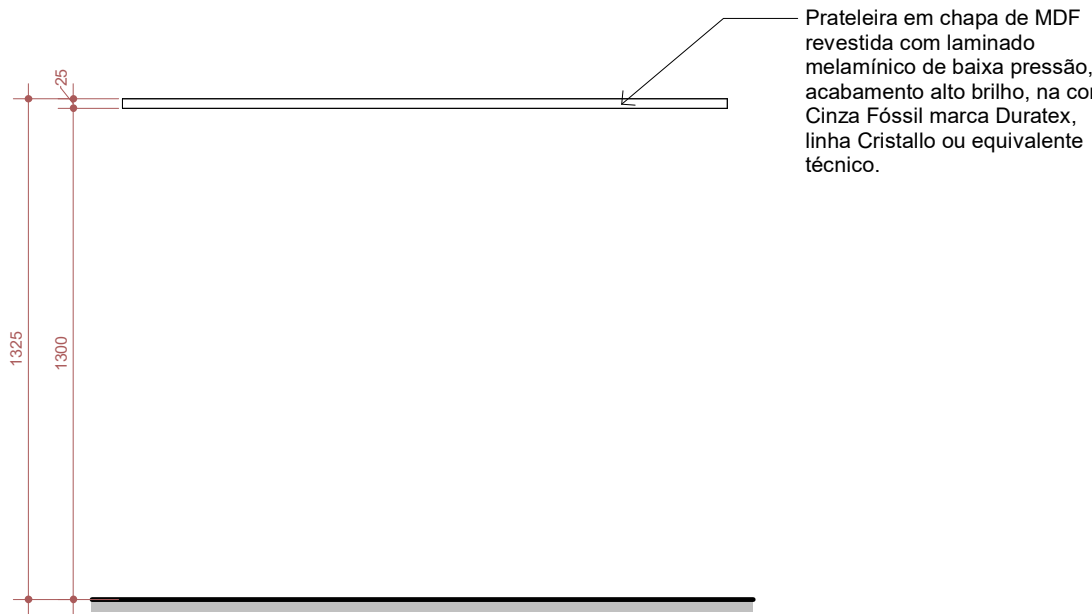 Prateleira em chapa de MDF
revestida com laminado
melamínico de baixa pressão,
acabamento alto brilho, na cor
Cinza Fóssil marca Duratex,
linha Cristallo ou equivalente
técnico.
25
1325
1300